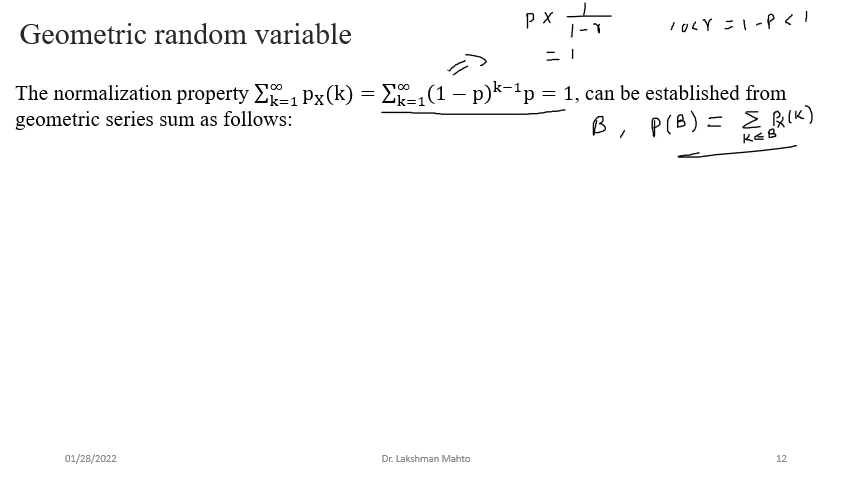 p × 1/(1-r)
, 0<r = 1-p < 1
= 1
Geometric random variable
The normalization property ∑_{k=1}^{∞} p_X(k) = ∑_{k=1}^{∞}(1 − p)^{k−1}p = 1, can be established from
geometric series sum as follows:
B, P(B) = ∑_{k∈B} p_X(k)
01/28/2022
Dr. Lakshman Mahto
12